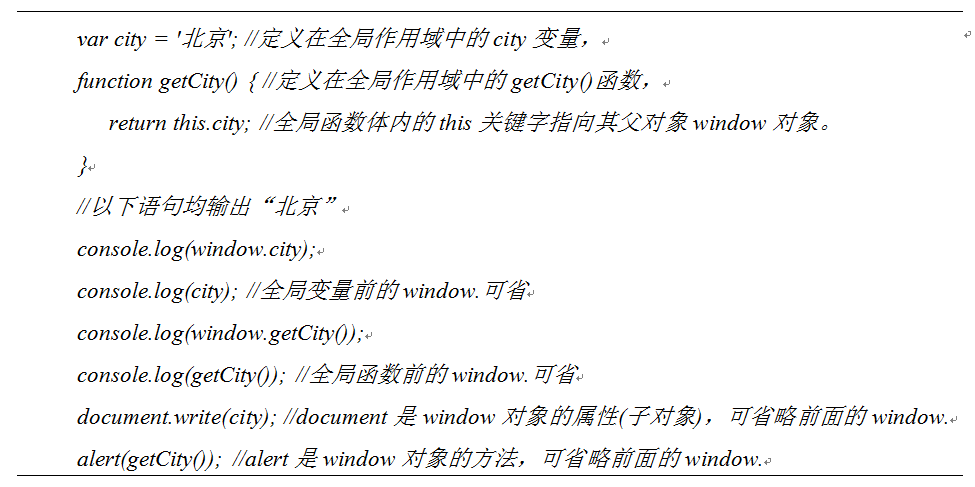 var city = '北京'; //定义在全局作用域中的 city 变量，
function getCity() { //定义在全局作用域中的 getCity()函数，
return this.city; //全局函数体内的 this 关键字指向其父对象 window 对象。
}
//以下语句均输出“北京”
console.log(window.city);
console.log(city); //全局变量前的 window.可省
console.log(window.getCity());
console.log(getCity()); //全局函数前的 window.可省
document.write(city); //document 是 window 对象的属性(子对象)，可省略前面的 window.
alert(getCity()); //alert 是 window 对象的方法，可省略前面的 window.